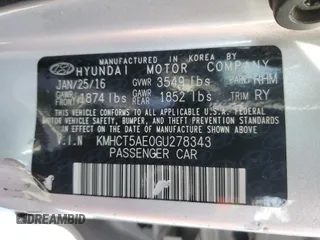 MANUFACTURED IN KOREA BY
HYUNDAI MOTOR COMPANY
JAN/25/16 GVWR 3549 lbs PAINT RHM
GAWR FRONT 1874 lbs GAWR REAR 1852 lbs TRIM RY
THIS VEHICLE CONFORMS TO ALL
APPLICABLE U.S. FEDERAL
MOTOR VEHICLE SAFETY, BUMPER, AND THEFT
PREVENTION STANDARDS IN EFFECT ON THE DATE
OF MANUFACTURE SHOWN ABOVE.
V.I.N KMHCT5AE0GU278343
PASSENGER CAR
DREAMBID